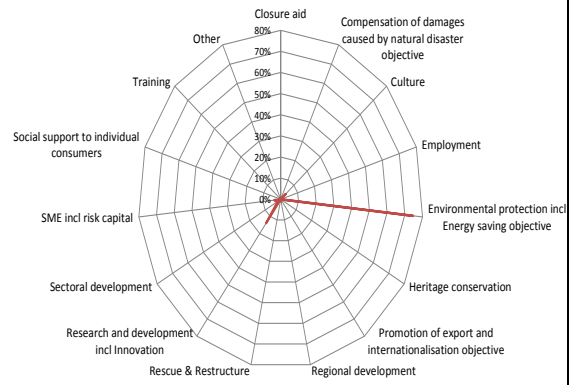 Closure aid
80%
70%
60%
50%
40%
30%
20%
10%
0%
Compensation of damages
caused by natural disaster
objective
Culture
Employment
Environmental protection incl
Energy saving objective
Heritage conservation
Promotion of export and
internationalisation objective
Regional development
Rescue & Restructure
Research and development
incl Innovation
Sectoral development
SME incl risk capital
Social support to individual
consumers
Training
Other